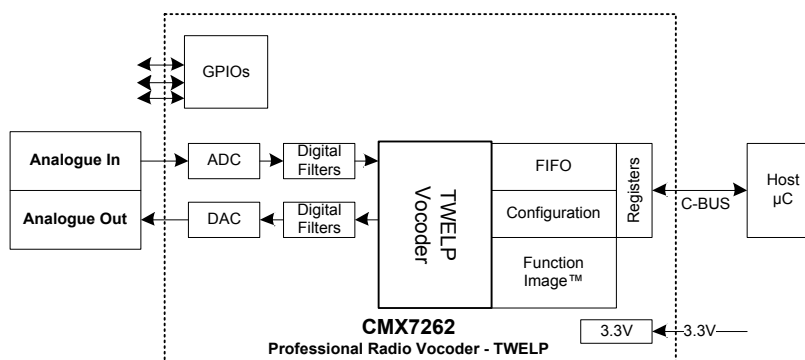 GPIOs
Analogue In
ADC
Digital
Filters
TWELP
Vocoder
FIFO
Registers
Host
µC
C-BUS
Analogue Out
DAC
Digital
Filters
Configuration
Function
Image™
CMX7262
Professional Radio Vocoder - TWELP
3.3V
3.3V